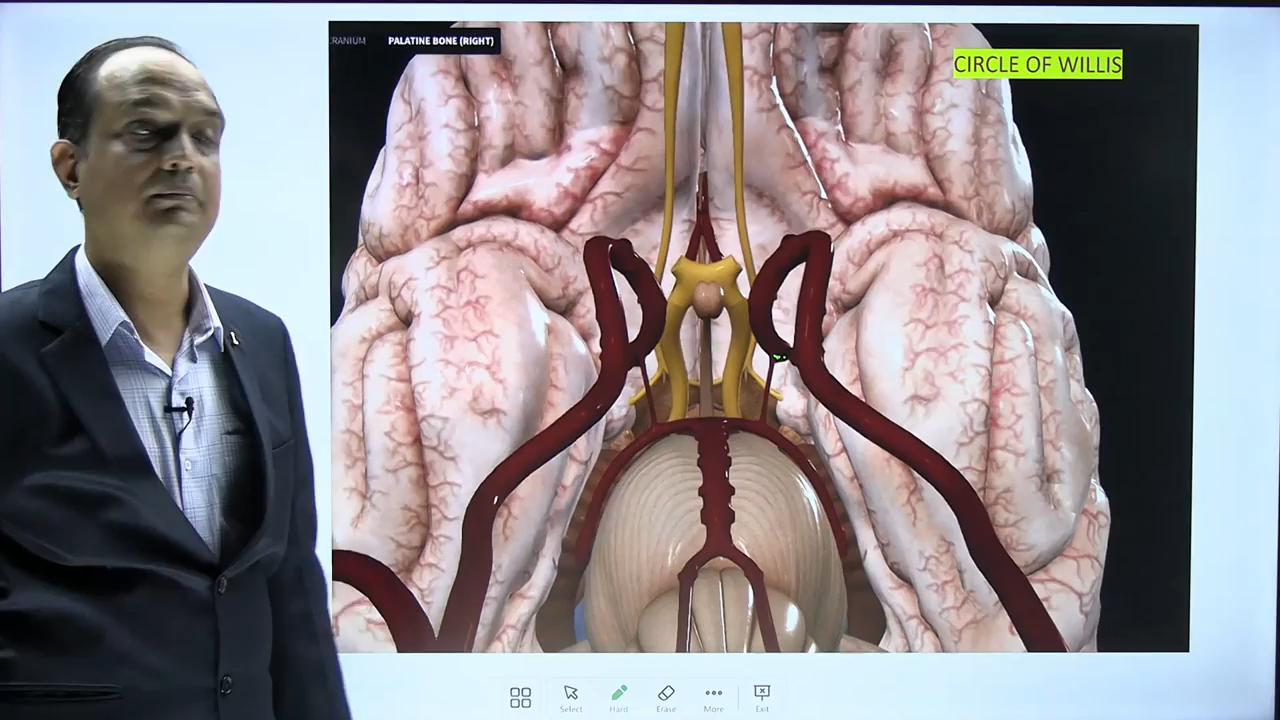 RANIUM PALATINE BONE (RIGHT)
CIRCLE OF WILLIS
Select Hard Erase More Exit